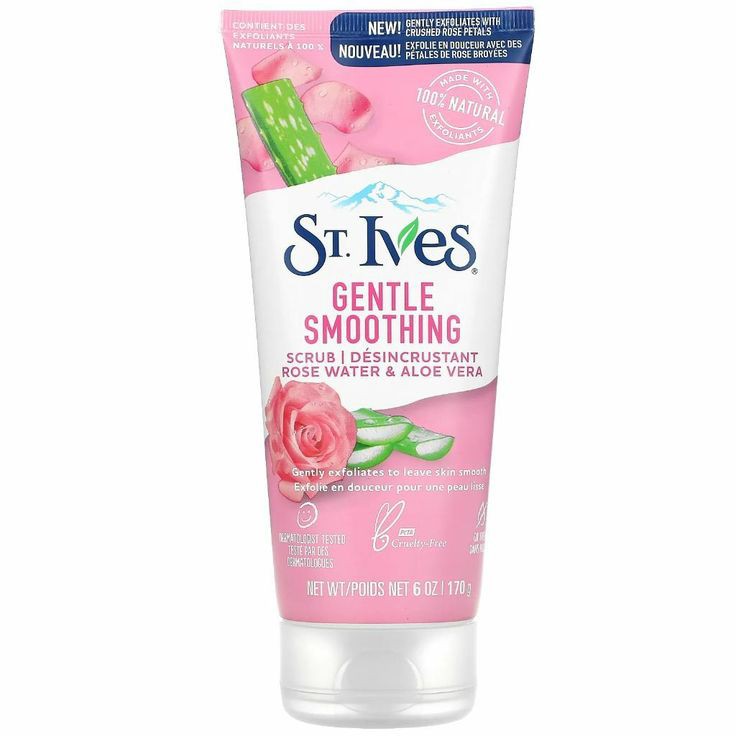 CONTIENT DES
EXFOLIANTS
NATURELS À 100 %
NEW! GENTLY EXFOLIATES WITH
CRUSHED ROSE PETALS
NOUVEAU! EXFOLIE EN DOUCEUR AVEC DES
PÉTALES DE ROSE BROYÉES
MADE WITH
100% NATURAL
EXFOLIANTS
ST. IVES®
GENTLE
SMOOTHING
SCRUB | DÉSINCRUSTANT
ROSE WATER & ALOE VERA
Gently exfoliates to leave skin smooth
Exfolie en douceur pour une peau lisse
DERMATOLOGIST TESTED
TESTÉ PAR DES
DERMATOLOGUES
PETA
Cruelty-Free
NET WT/POIDS NET 6 OZ | 170 g